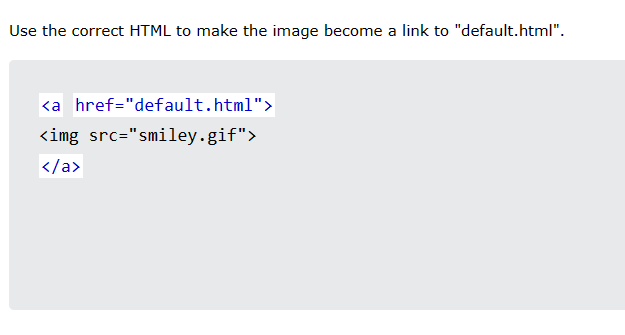 Use the correct HTML to make the image become a link to "default.html".
<a href="default.html">
<img src="smiley.gif">
</a>